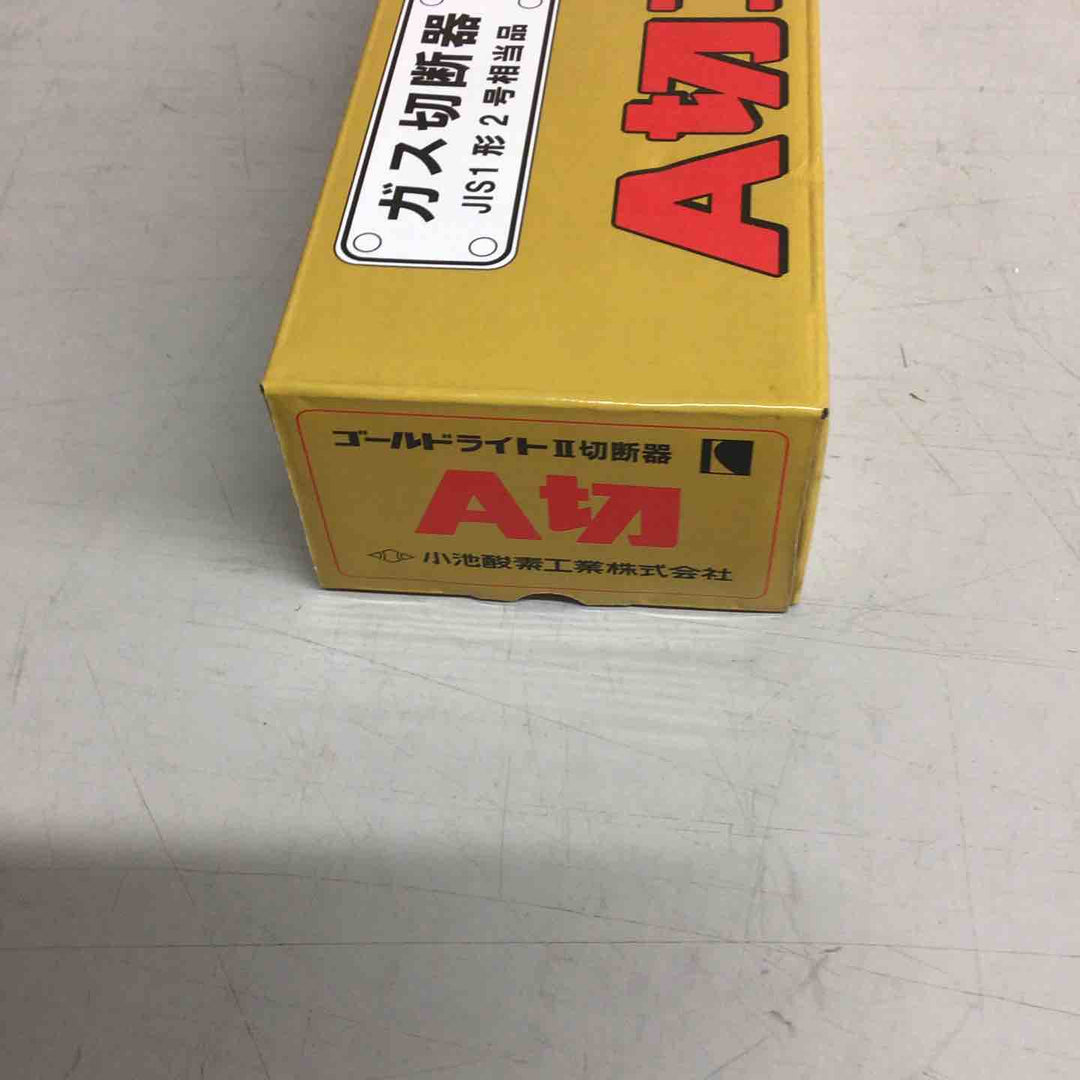 ガス切断器
JIS1形2号相当品
A切
ゴールドライトⅡ切断器
A切
小池酸素工業株式会社